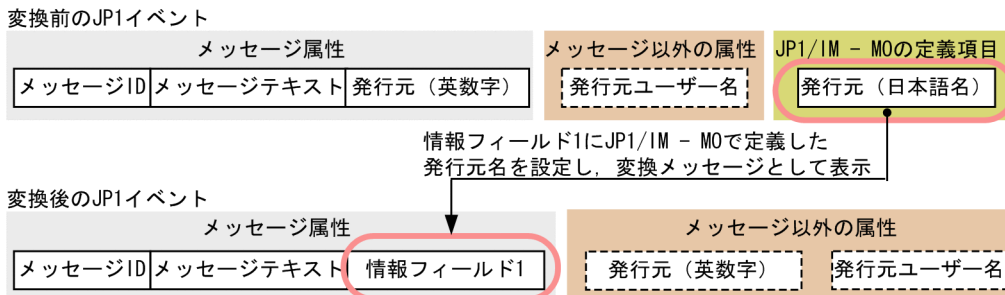 変換前のJP1イベント
メッセージ属性 メッセージ以外の属性 JP1/IM - MOの定義項目
メッセージID メッセージテキスト 発行元（英数字） 発行元ユーザー名 発行元（日本語名）
情報フィールド1にJP1/IM - MOで定義した
発行元名を設定し，変換メッセージとして表示
変換後のJP1イベント
メッセージ属性 メッセージ以外の属性
メッセージID メッセージテキスト 情報フィールド1 発行元（英数字） 発行元ユーザー名